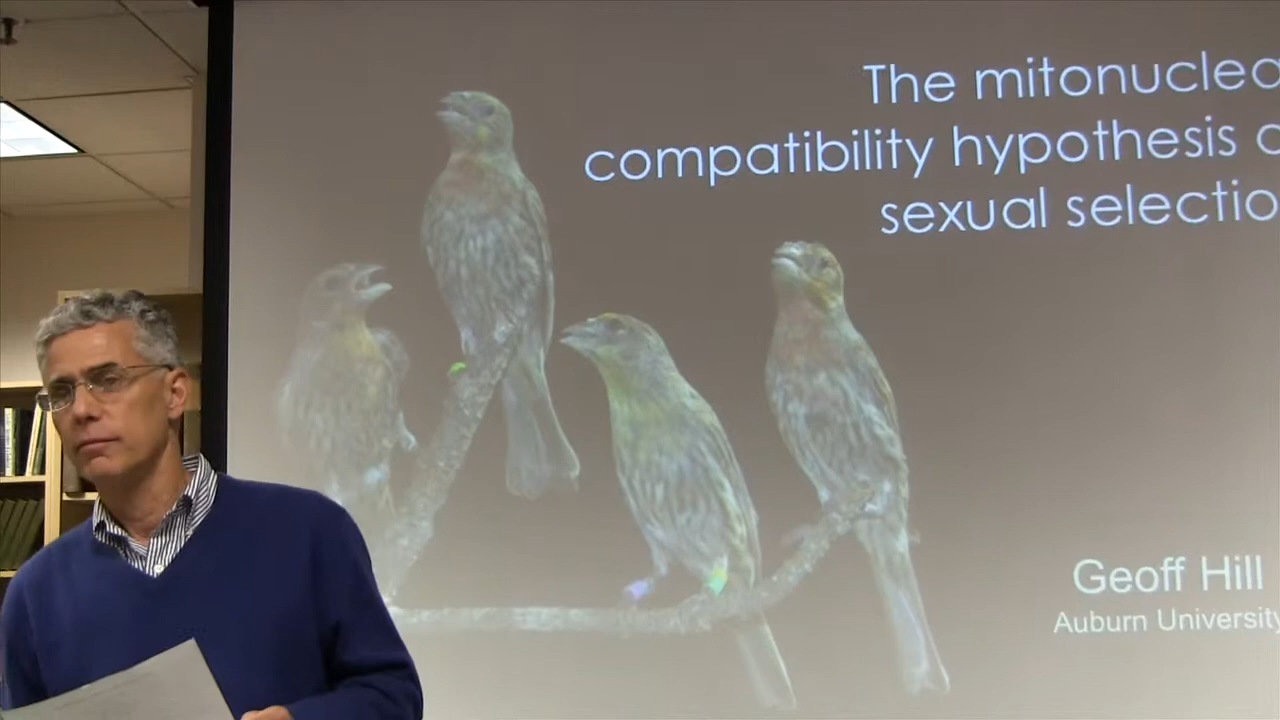 The mitonuclea
compatibility hypothesis o
sexual selectio
Geoff Hill
Auburn University